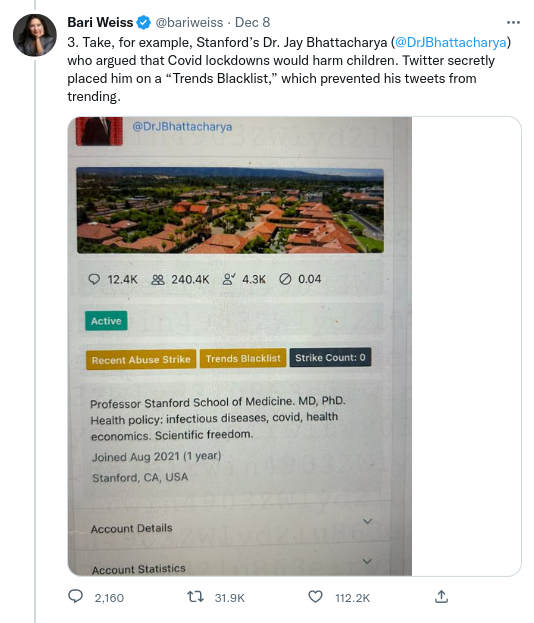 Bari Weiss @bariweiss · Dec 8
3. Take, for example, Stanford’s Dr. Jay Bhattacharya (@DrJBhattacharya)
who argued that Covid lockdowns would harm children. Twitter secretly
placed him on a “Trends Blacklist,” which prevented his tweets from
trending.
@DrJBhattacharya
12.4K 240.4K 4.3K 0.04
Active
Recent Abuse Strike Trends Blacklist Strike Count: 0
Professor Stanford School of Medicine. MD, PhD.
Health policy: infectious diseases, covid, health
economics. Scientific freedom.
Joined Aug 2021 (1 year)
Stanford, CA, USA
Account Details
Account Statistics
2,160 31.9K 112.2K